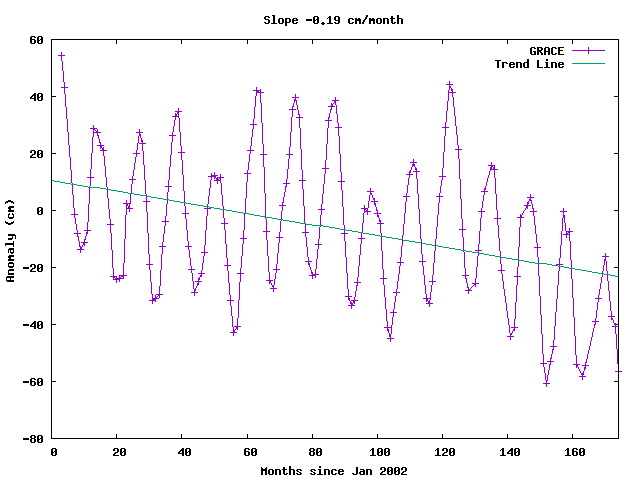 Slope -0.19 cm/month
GRACE
Trend Line
Anomaly (cm)
60
40
20
0
-20
-40
-60
-80
0 20 40 60 80 100 120 140 160
Months since Jan 2002